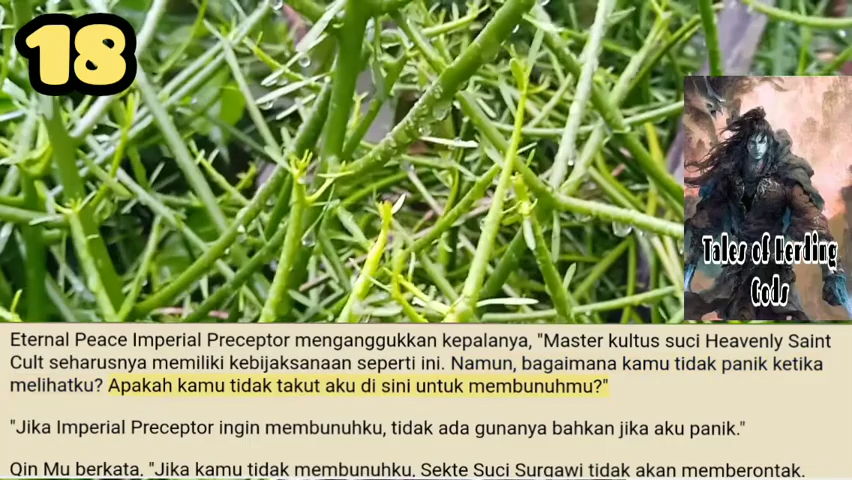 18
Tales of Herding
Gods
Eternal Peace Imperial Preceptor menganggukkan kepalanya, "Master kultus suci Heavenly Saint
Cult seharusnya memiliki kebijaksanaan seperti ini. Namun, bagaimana kamu tidak panik ketika
melihatku? Apakah kamu tidak takut aku di sini untuk membunuhmu?"
"Jika Imperial Preceptor ingin membunuhku, tidak ada gunanya bahkan jika aku panik."
Qin Mu berkata, "Jika kamu tidak membunuhku, Sekte Suci Surgawi tidak akan memberontak.